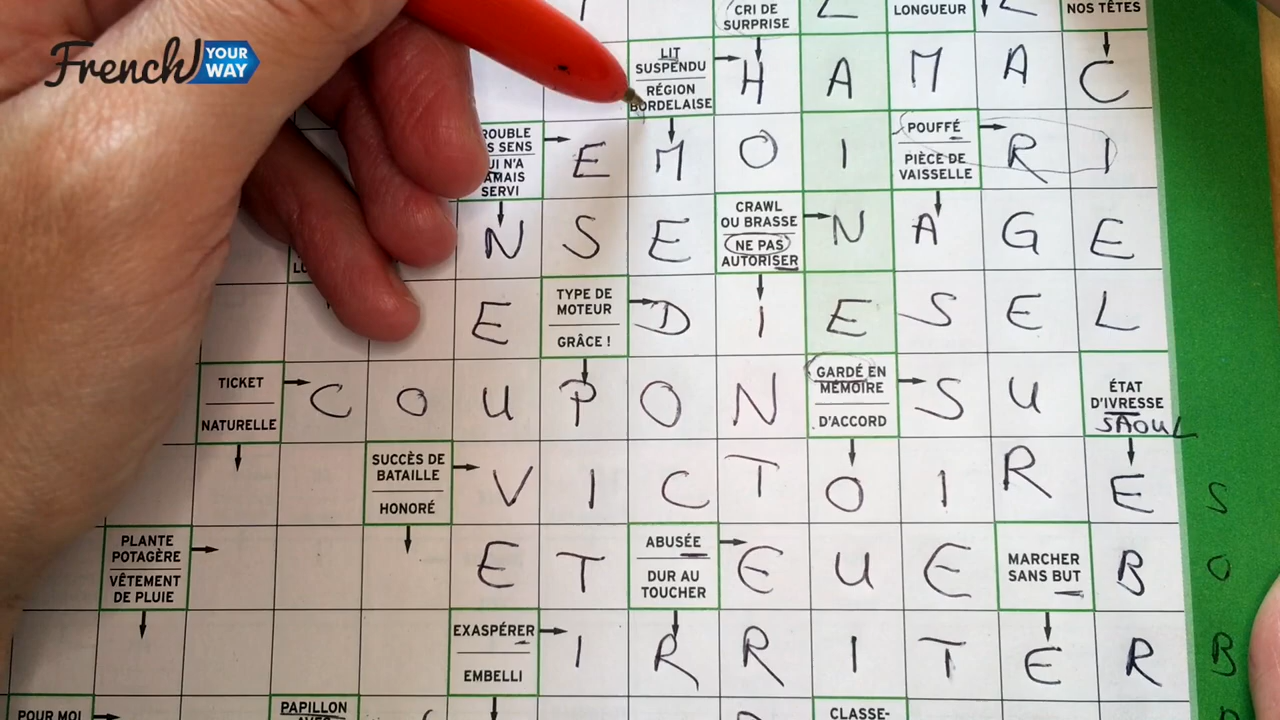 French
YOUR
WAY
CRI DE
SURPRISE
LONGUEUR
NOS TÊTES
LIT
SUSPENDU
RÉGION
BORDELAISE
H A M A C
POUFFÉ
PIÈCE DE
VAISSELLE
SERVI
E M O I R I
CRAWL
OU BRASSE
NE PAS
AUTORISER
N S E N A G E
TYPE DE
MOTEUR
GRÂCE !
E D I E S E L
TICKET
NATURELLE
C O U P O N
GARDÉ EN
MÉMOIRE
D'ACCORD
S U
ÉTAT
D'IVRESSE
SAOUL
SUCCÈS DE
BATAILLE
HONORÉ
V I C T O I R E
S
PLANTE
POTAGÈRE
VÊTEMENT
DE PLUIE
E T
ABUSÉE
DUR AU
TOUCHER
E U E
MARCHER
SANS BUT
B
O
EXASPÉRER
EMBELLI
I R R I T E R
B
POUR MOI
PAPILLON
CLASSE-